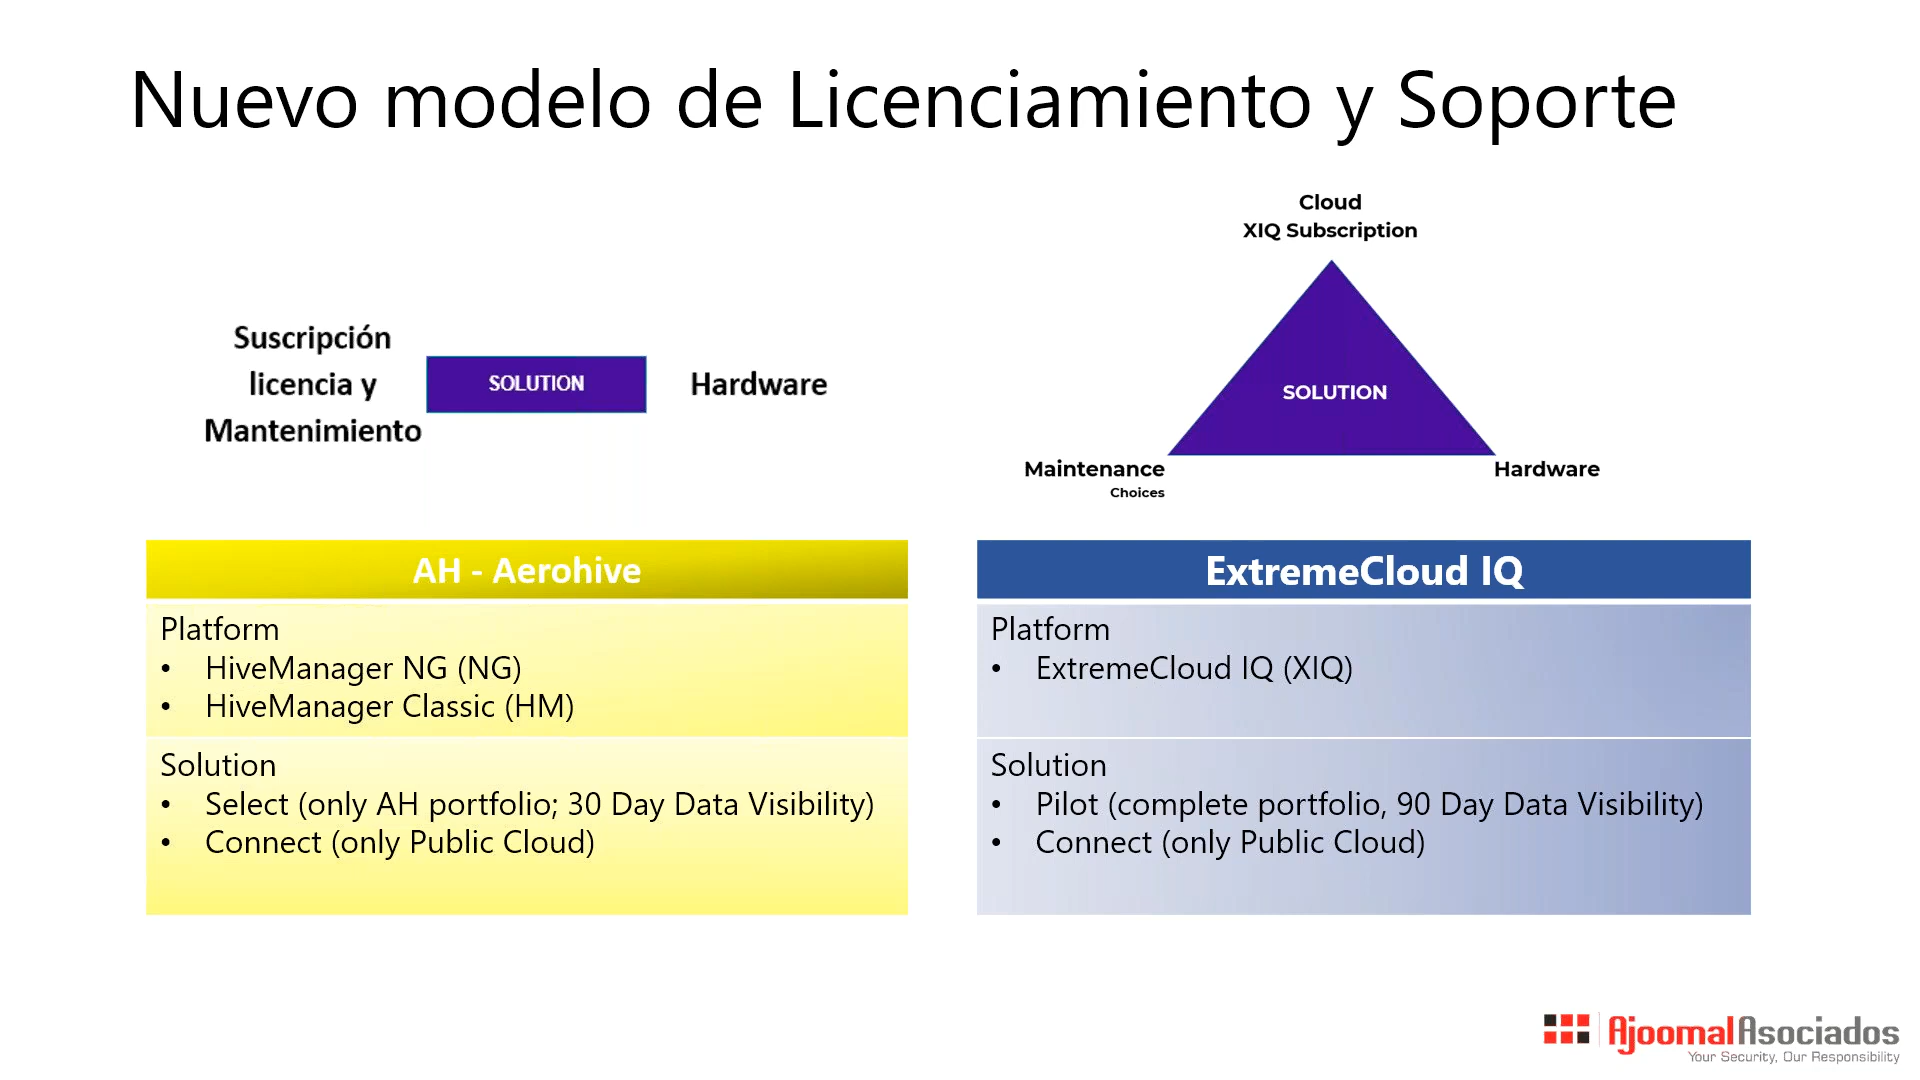 Nuevo modelo de Licenciamiento y Soporte
Suscripción
licencia y
Mantenimiento
SOLUTION
Hardware
Cloud
XIQ Subscription
SOLUTION
Maintenance
Choices
Hardware
AH - Aerohive
Platform
• HiveManager NG (NG)
• HiveManager Classic (HM)
Solution
• Select (only AH portfolio; 30 Day Data Visibility)
• Connect (only Public Cloud)
ExtremeCloud IQ
Platform
• ExtremeCloud IQ (XIQ)
Solution
• Pilot (complete portfolio, 90 Day Data Visibility)
• Connect (only Public Cloud)
AjoomalAsociados
Your Security, Our Responsibility